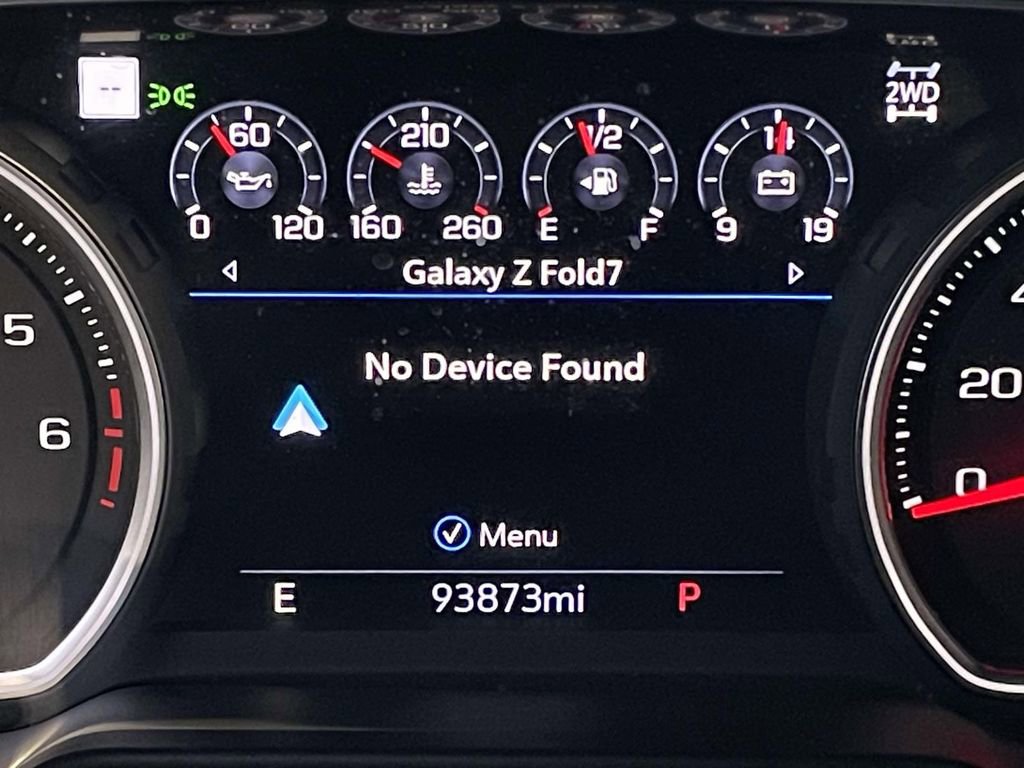 --
2WD
60
0 120
210
160 260
1/2
E F
14
9 19
Galaxy Z Fold7
No Device Found
Menu
E 93873mi P
5
6
20
0